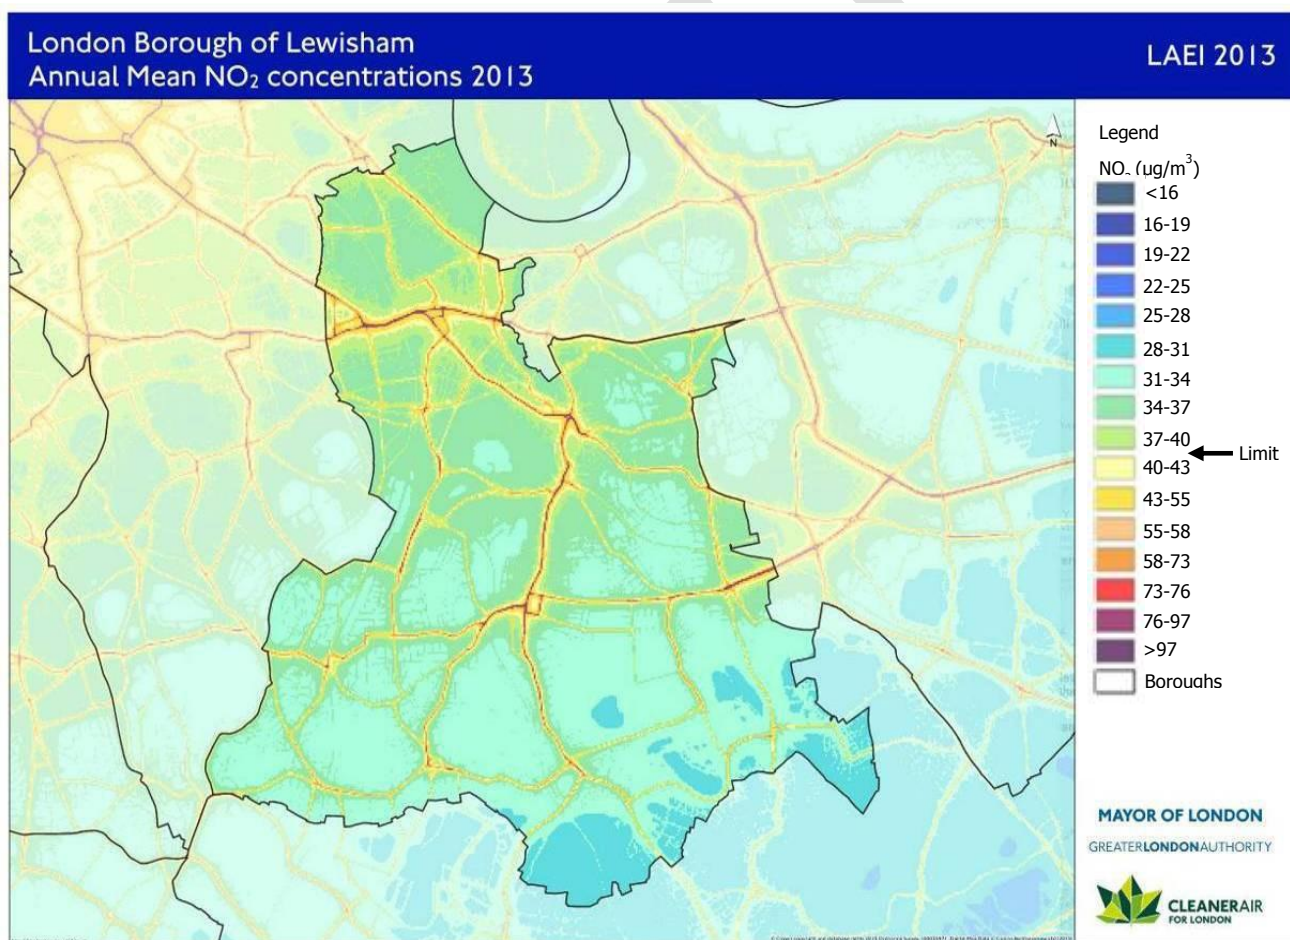 London Borough of Lewisham
Annual Mean NO₂ concentrations 2013
LAEI 2013
N
Legend
NO₂ (ug/m³)
<16
16-19
19-22
22-25
25-28
28-31
31-34
34-37
37-40
Limit
40-43
43-55
55-58
58-73
73-76
76-97
>97
Boroughs
MAYOR OF LONDON
GREATERLONDONAUTHORITY
CLEANERAIR
FOR LONDON